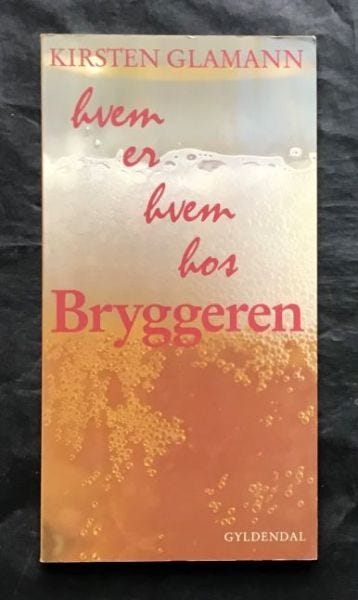 KIRSTEN GLAMANN
hvem
er
hvem
hos
Bryggeren
GYLDENDAL